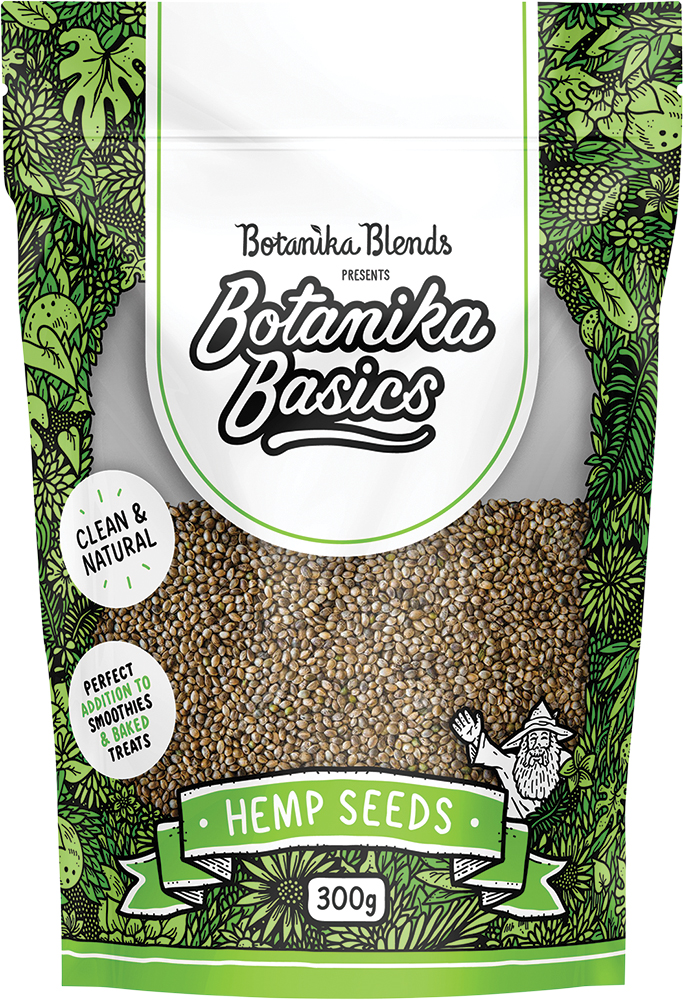 Botanika Blends
PRESENTS
Botanika
Basics
CLEAN &
NATURAL
PERFECT
ADDITION TO
SMOOTHIES
& BAKED
TREATS
• HEMP SEEDS •
300g